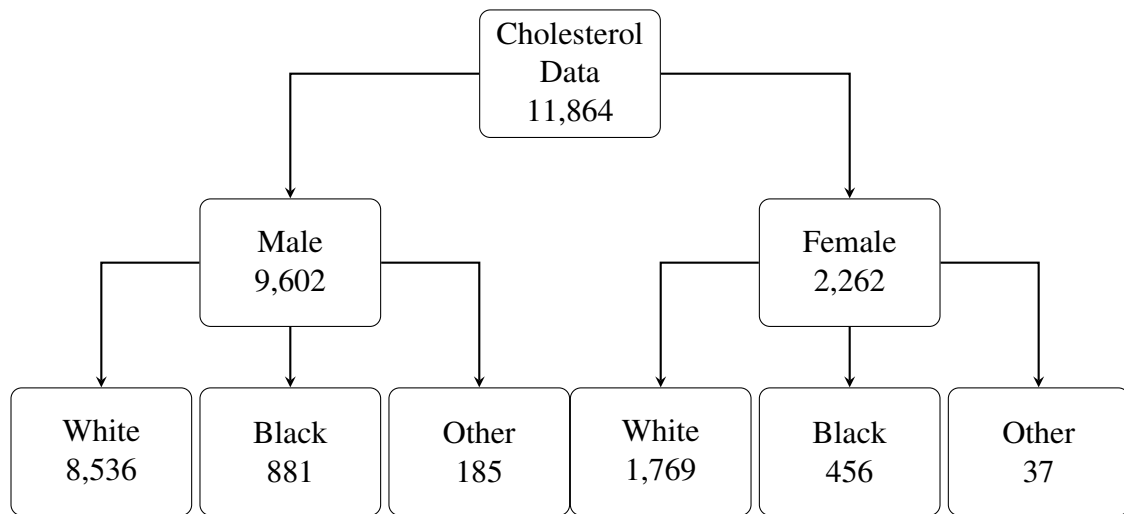 Cholesterol
Data
11,864
Male
9,602
Female
2,262
White
8,536
Black
881
Other
185
White
1,769
Black
456
Other
37